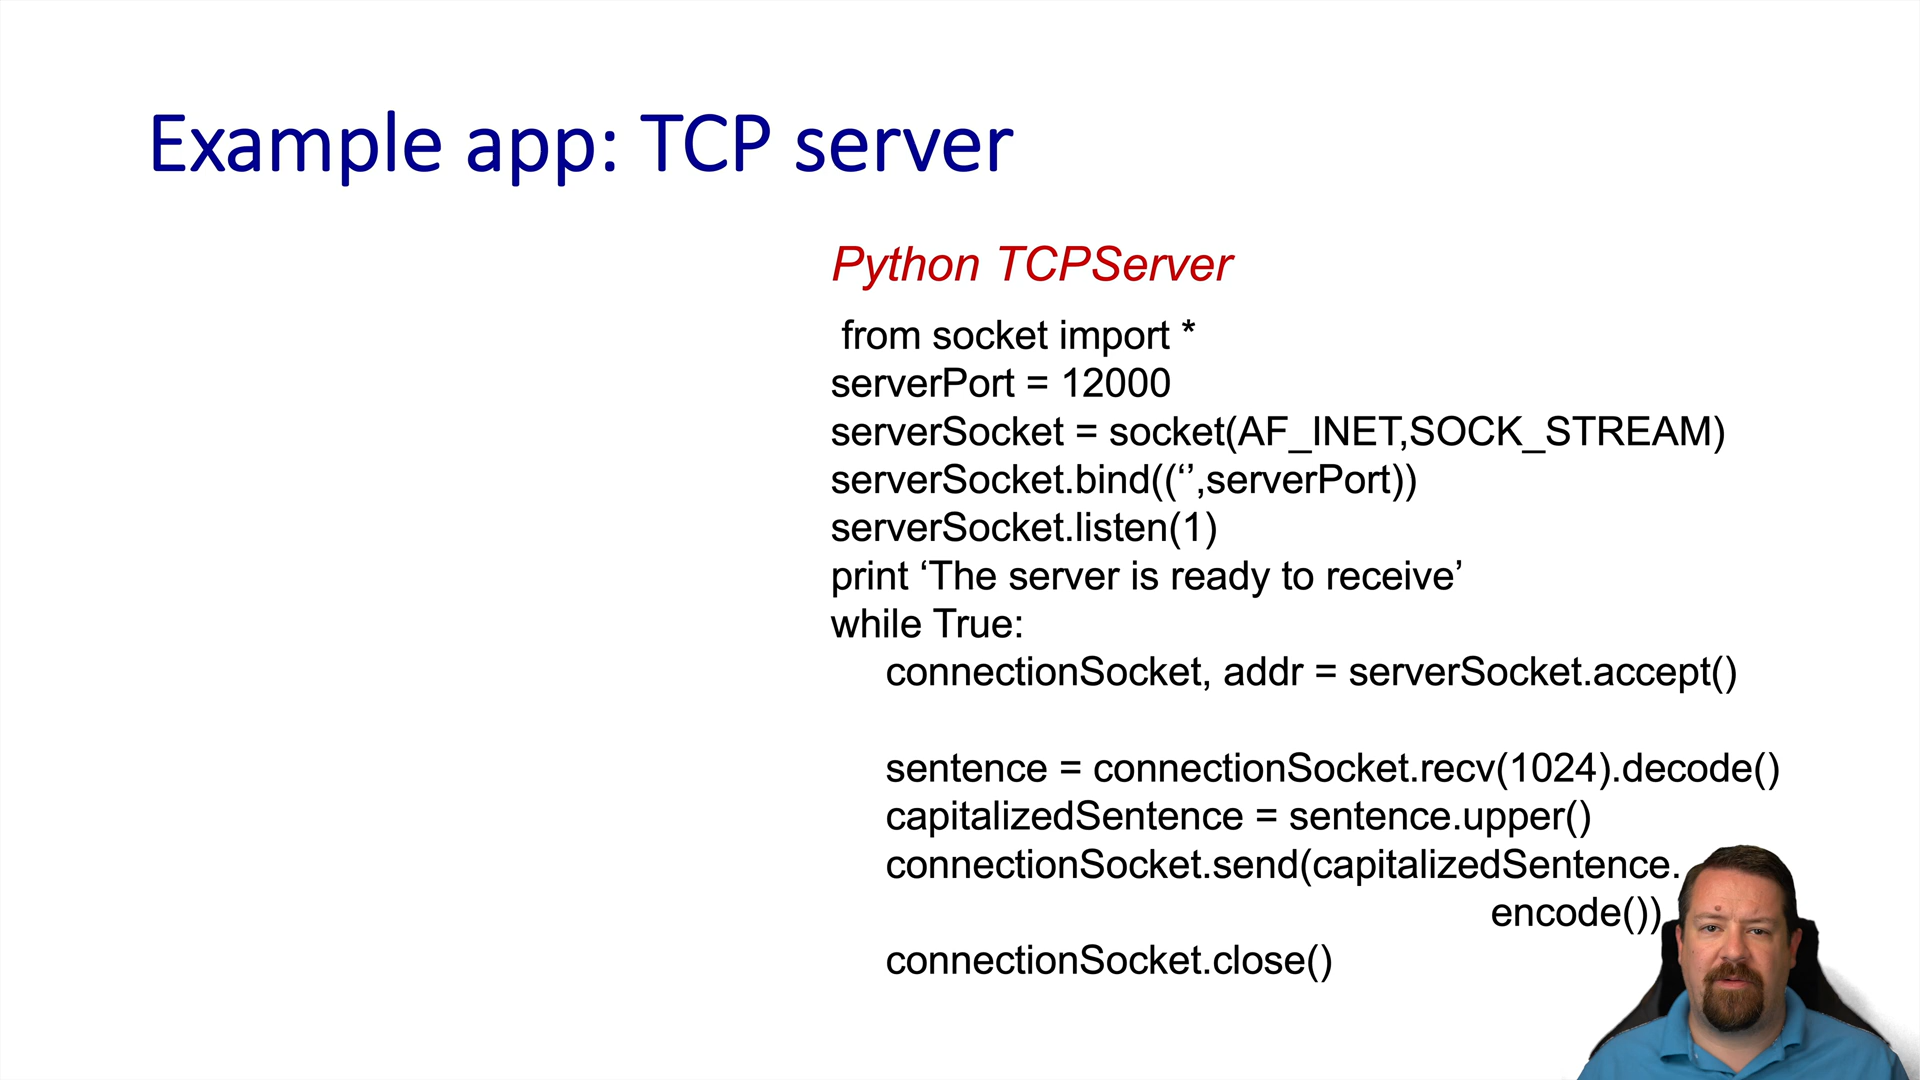 Example app: TCP server
Python TCPServer
from socket import *
serverPort = 12000
serverSocket = socket(AF_INET,SOCK_STREAM)
serverSocket.bind((‘’,serverPort))
serverSocket.listen(1)
print ‘The server is ready to receive’
while True:
connectionSocket, addr = serverSocket.accept()
sentence = connectionSocket.recv(1024).decode()
capitalizedSentence = sentence.upper()
connectionSocket.send(capitalizedSentence.
encode())
connectionSocket.close()